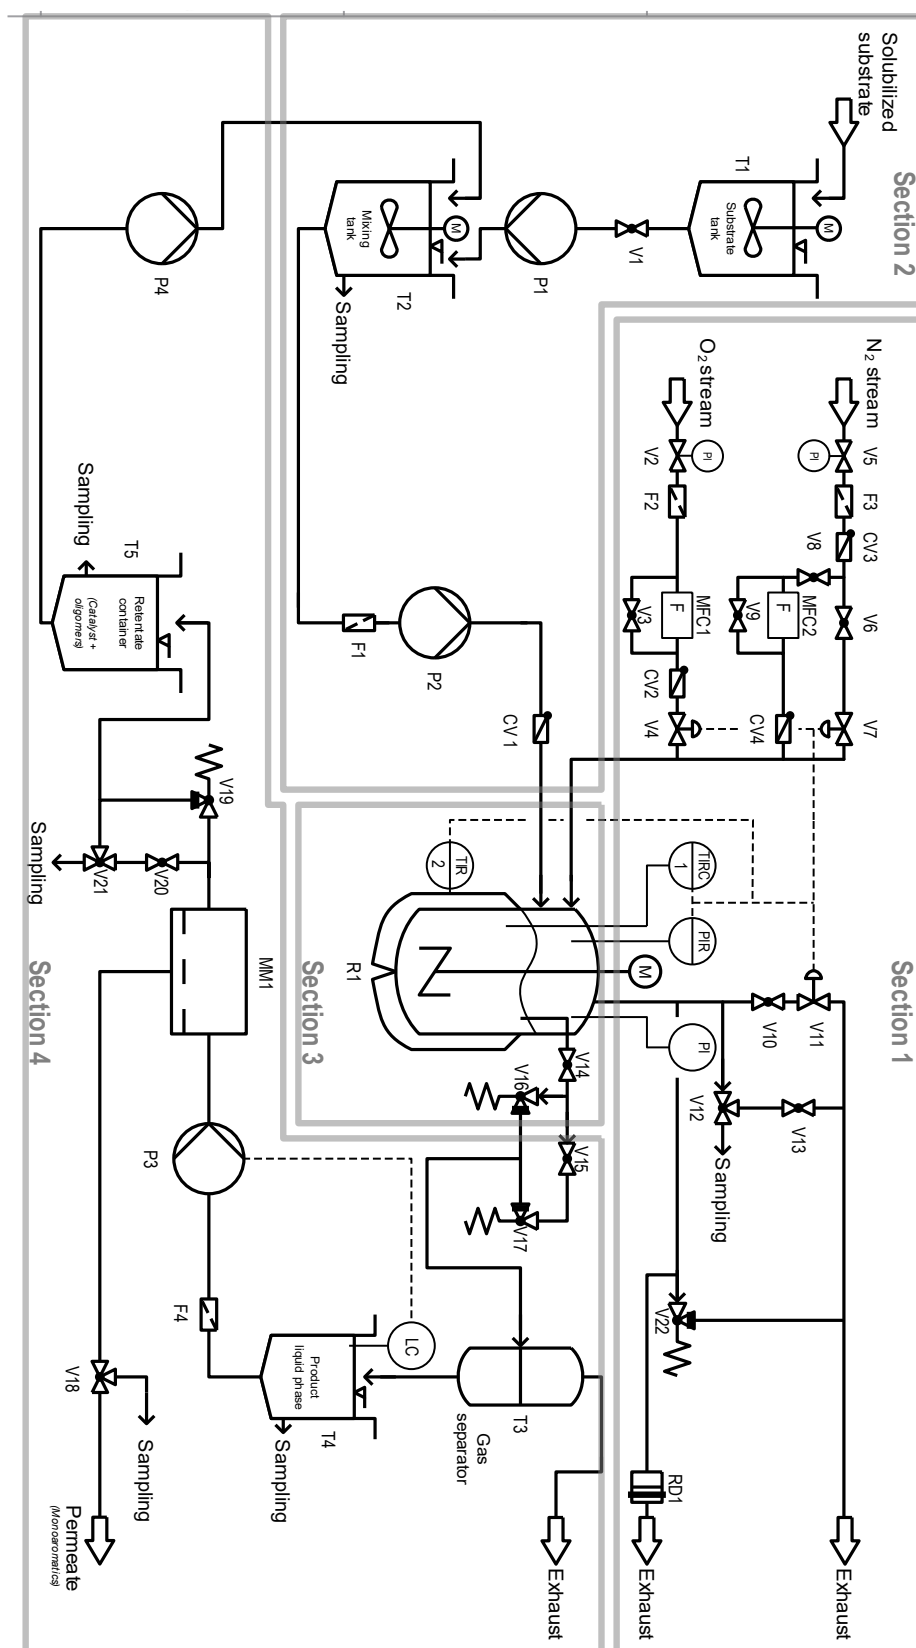 Solubilized
substrate
Section 2
T1
Substrate
tank
M
V1
P1
M
Mixing
tank
T2
Sampling
P4
N2 stream
O2 stream
V5
PI
F3
CV3
V8
V6
V7
MFC2
F
V9
CV4
V2
PI
F2
MFC1
F
V3
CV2
V4
P2
F1
CV 1
Sampling
T5
Retentate
container
(Catalyst +
oligomers)
V19
V20
V21
Sampling
Section 1
TIR
2
TIRC
1
PIR
M
PI
R1
Section 3
V10
V11
V12
V13
Sampling
V14
V15
V16
V17
V22
RD1
Exhaust
Exhaust
Exhaust
T3
Gas
separator
LC
Product
liquid phase
T4
Sampling
F4
P3
MM1
Section 4
V18
Sampling
Permeate
(Monoaromatics)